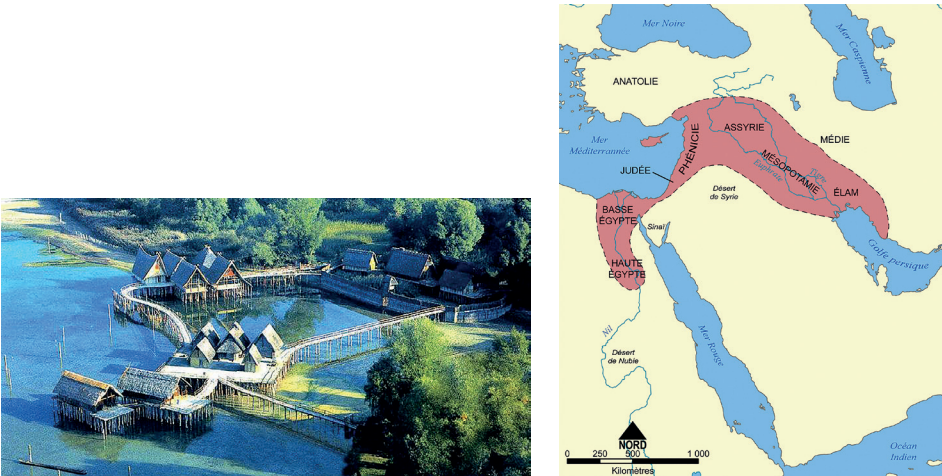 Mer Noire
Mer Caspienne
ANATOLIE
ASSYRIE
MÉDIE
Mer
Méditerrannée
PHÉNICIE
MÉSOPOTAMIE
Tigre
Euphrate
JUDÉE
ÉLAM
Désert
de Syrie
BASSE
ÉGYPTE
Sinaï
Golfe persique
HAUTE
ÉGYPTE
Nil
Mer Rouge
Désert
de Nubie
NORD
Océan
Indien
0 250 500 1 000
Kilomètres